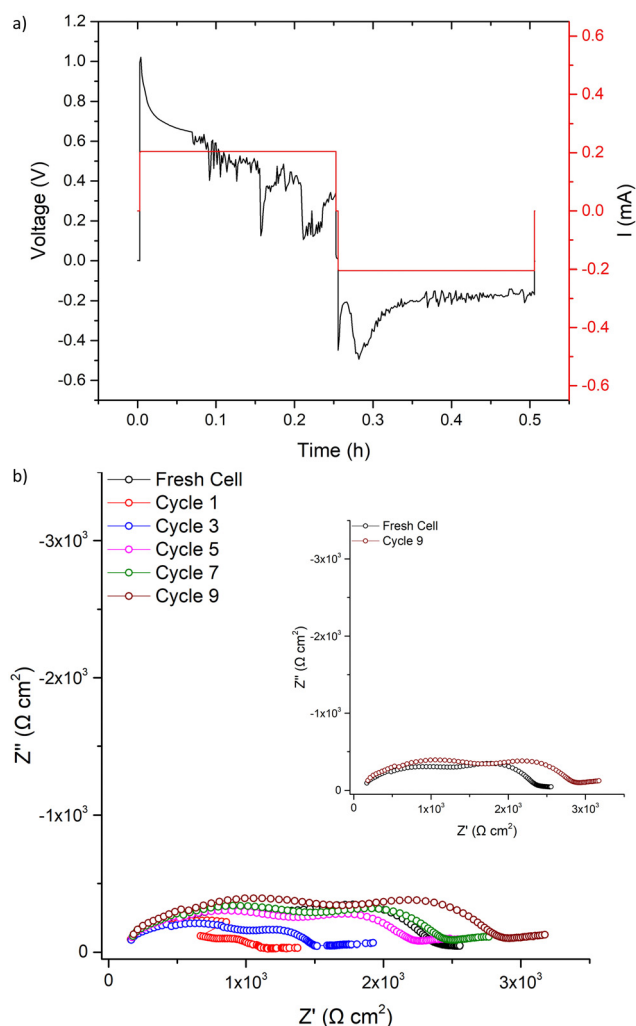 a)
1.2
1.0
0.8
0.6
0.4
0.2
0.0
-0.2
-0.4
-0.6
Voltage (V)
0.6
0.4
0.2
0.0
-0.2
-0.4
-0.6
I (mA)
0.0
0.1
0.2
0.3
0.4
0.5
Time (h)
b)
Fresh Cell
Cycle 1
Cycle 3
Cycle 5
Cycle 7
Cycle 9
-3x10³
-2x10³
-1x10³
0
Z'' (Ω cm²)
0
1x10³
2x10³
3x10³
Z' (Ω cm²)
Fresh Cell
Cycle 9
-3x10³
-2x10³
-1x10³
0
Z'' (Ω cm²)
0
1x10³
2x10³
3x10³
Z' (Ω cm²)